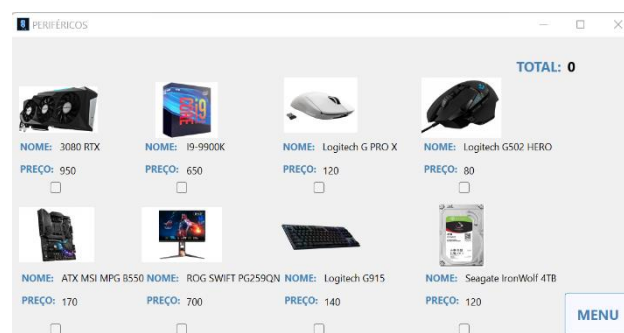 PERIFÉRICOS
TOTAL: 0
i9
NOME: 3080 RTX NOME: I9-9900K NOME: Logitech G PRO X NOME: Logitech G502 HERO
PREÇO: 950 PREÇO: 650 PREÇO: 120 PREÇO: 80
NOME: ATX MSI MPG B550 NOME: ROG SWIFT PG259QN NOME: Logitech G915 NOME: Seagate IronWolf 4TB
PREÇO: 170 PREÇO: 700 PREÇO: 140 PREÇO: 120
MENU